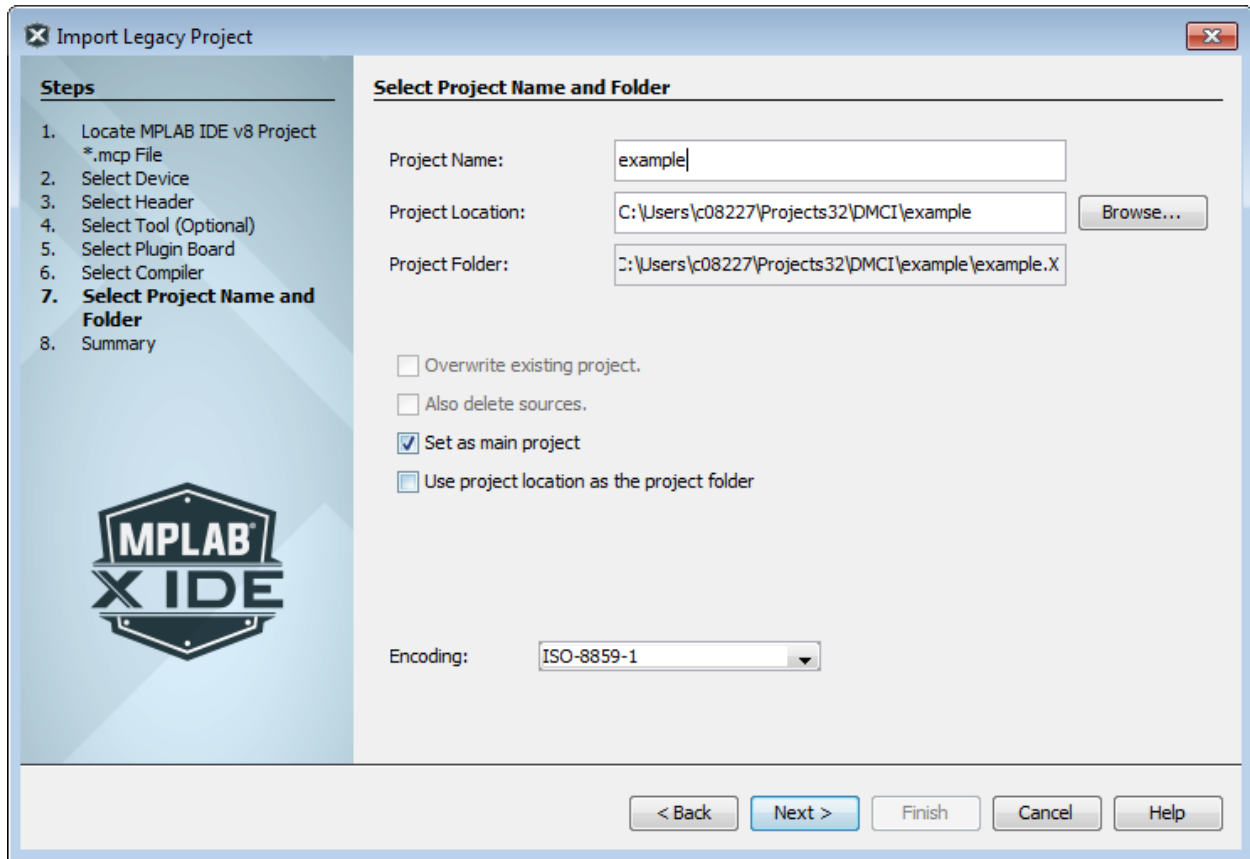 Import Legacy Project
Steps
1. Locate MPLAB IDE v8 Project
*.mcp File
2. Select Device
3. Select Header
4. Select Tool (Optional)
5. Select Plugin Board
6. Select Compiler
7. Select Project Name and
Folder
8. Summary
MPLAB®
X IDE
Select Project Name and Folder
Project Name: example
Project Location: C:\Users\c08227\Projects32\DMCI\example Browse...
Project Folder: C:\Users\c08227\Projects32\DMCI\example\example.X
Overwrite existing project.
Also delete sources.
Set as main project
Use project location as the project folder
Encoding: ISO-8859-1
< Back Next > Finish Cancel Help